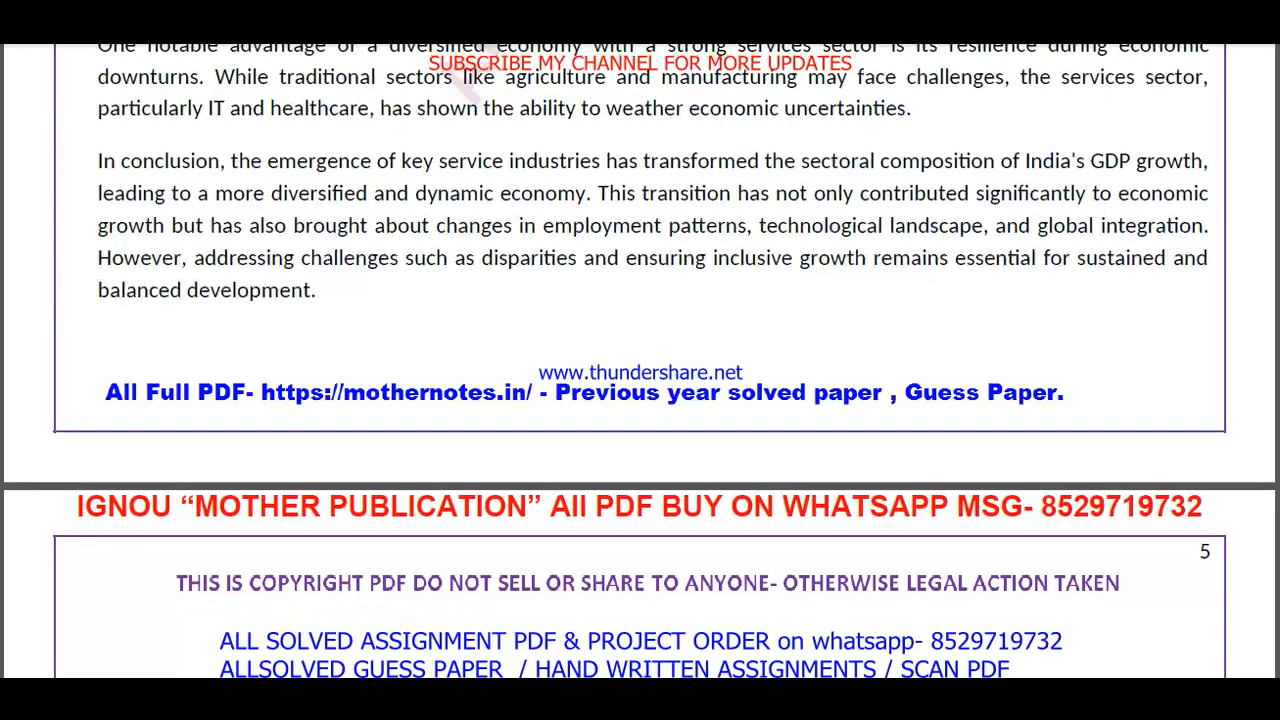 One notable advantage of a diversified economy with a strong services sector is its resilience during economic
SUBSCRIBE MY CHANNEL FOR MORE UPDATES
downturns. While traditional sectors like agriculture and manufacturing may face challenges, the services sector,
particularly IT and healthcare, has shown the ability to weather economic uncertainties.
In conclusion, the emergence of key service industries has transformed the sectoral composition of India's GDP growth,
leading to a more diversified and dynamic economy. This transition has not only contributed significantly to economic
growth but has also brought about changes in employment patterns, technological landscape, and global integration.
However, addressing challenges such as disparities and ensuring inclusive growth remains essential for sustained and
balanced development.
www.thundershare.net
All Full PDF- https://mothernotes.in/ - Previous year solved paper , Guess Paper.
IGNOU “MOTHER PUBLICATION” All PDF BUY ON WHATSAPP MSG- 8529719732
5
THIS IS COPYRIGHT PDF DO NOT SELL OR SHARE TO ANYONE- OTHERWISE LEGAL ACTION TAKEN
ALL SOLVED ASSIGNMENT PDF & PROJECT ORDER on whatsapp- 8529719732
ALLSOLVED GUESS PAPER / HAND WRITTEN ASSIGNMENTS / SCAN PDF